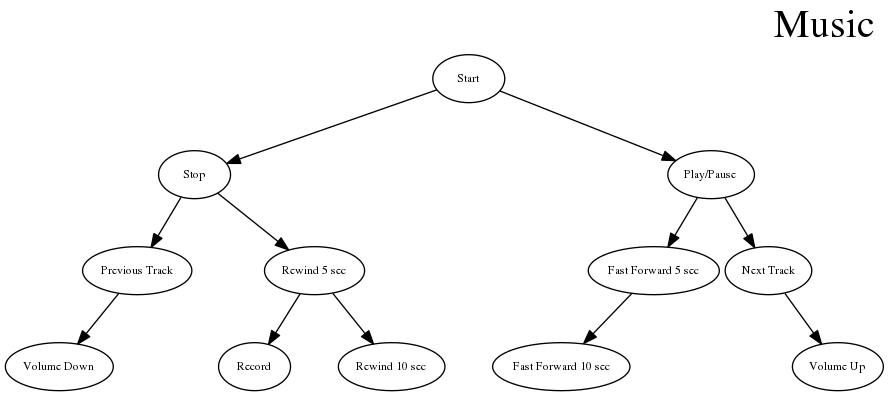 Music
Start
Stop
Play/Pause
Previous Track
Rewind 5 sec
Fast Forward 5 sec
Next Track
Volume Down
Record
Rewind 10 sec
Fast Forward 10 sec
Volume Up